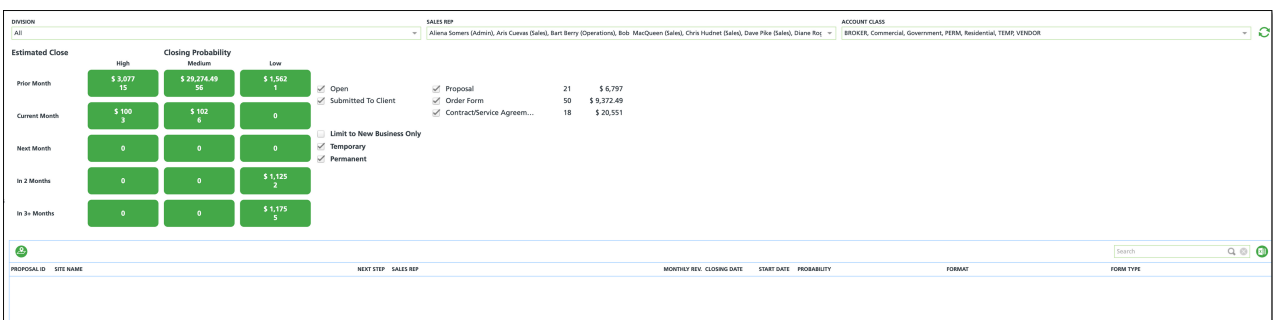 DIVISION SALES REP ACCOUNT CLASS
All Aliena Somers (Admin), Aris Cuevas (Sales), Bart Berry (Operations), Bob MacQueen (Sales), Chris Hudnet (Sales), Dave Pike (Sales), Diane Rog BROKER, Commercial, Government, PERM, Residential, TEMP, VENDOR
Estimated Close Closing Probability
High Medium Low
Prior Month $ 3,077 $ 29,274.49 $ 1,562
15 56 1
Open Proposal 21 $ 6,797
Submitted To Client Order Form 50 $ 9,372.49
Current Month $ 100 $ 102 0
3 6
Contract/Service Agreem... 18 $ 20,551
Limit to New Business Only
Next Month 0 0 0
Temporary
Permanent
In 2 Months 0 0 $ 1,125
2
In 3+ Months 0 0 $ 1,175
5
Search
PROPOSAL ID SITE NAME NEXT STEP SALES REP MONTHLY REV. CLOSING DATE START DATE PROBABILITY FORMAT FORM TYPE